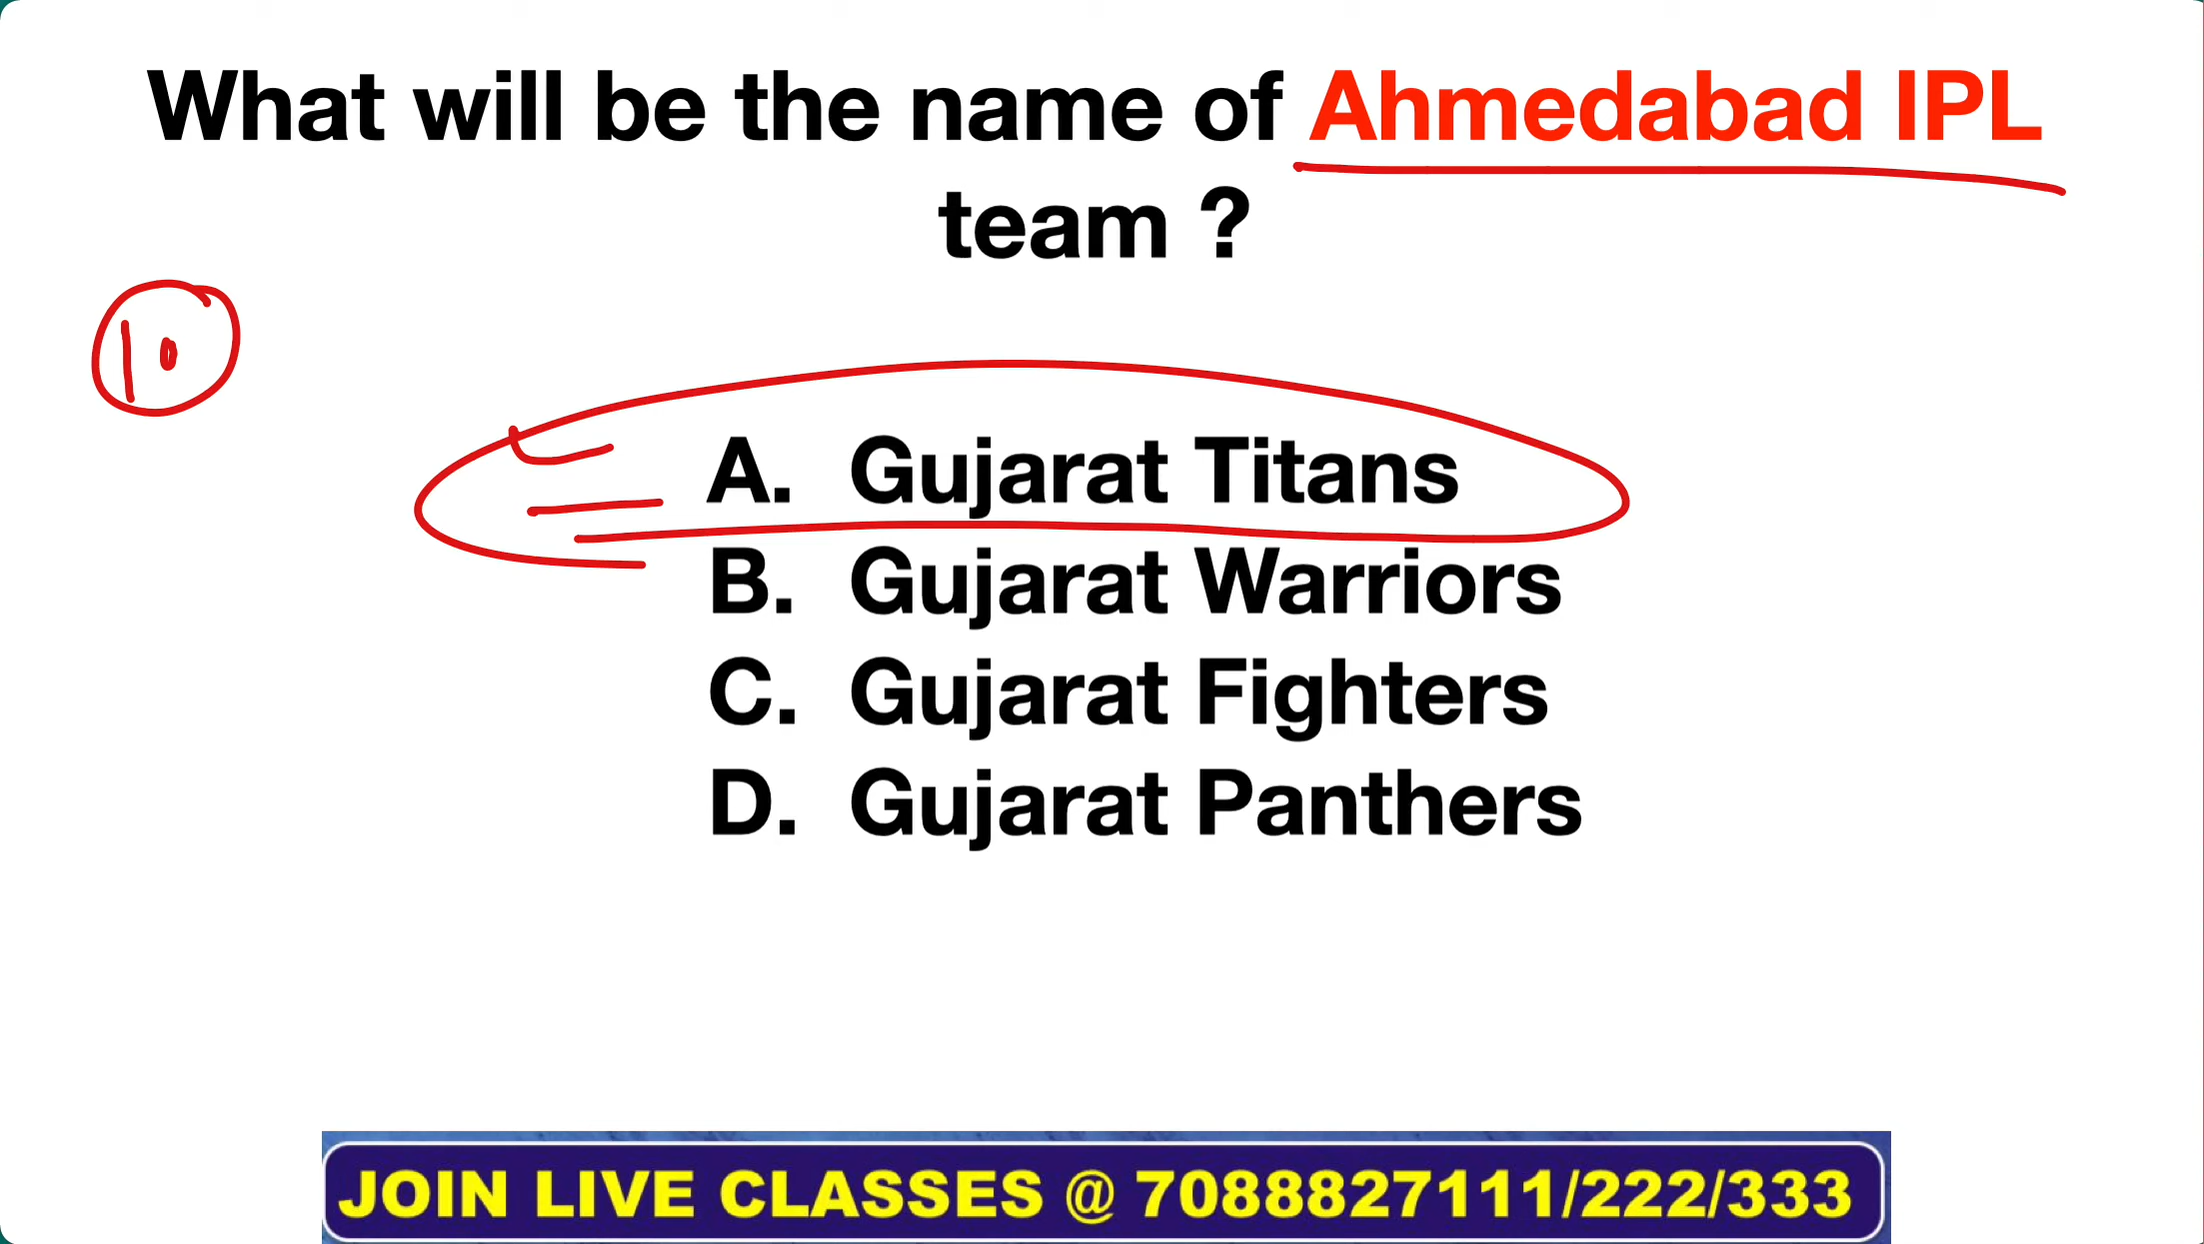 What will be the name of Ahmedabad IPL
team ?
10
A. Gujarat Titans
B. Gujarat Warriors
C. Gujarat Fighters
D. Gujarat Panthers
JOIN LIVE CLASSES @ 7088827111/222/333